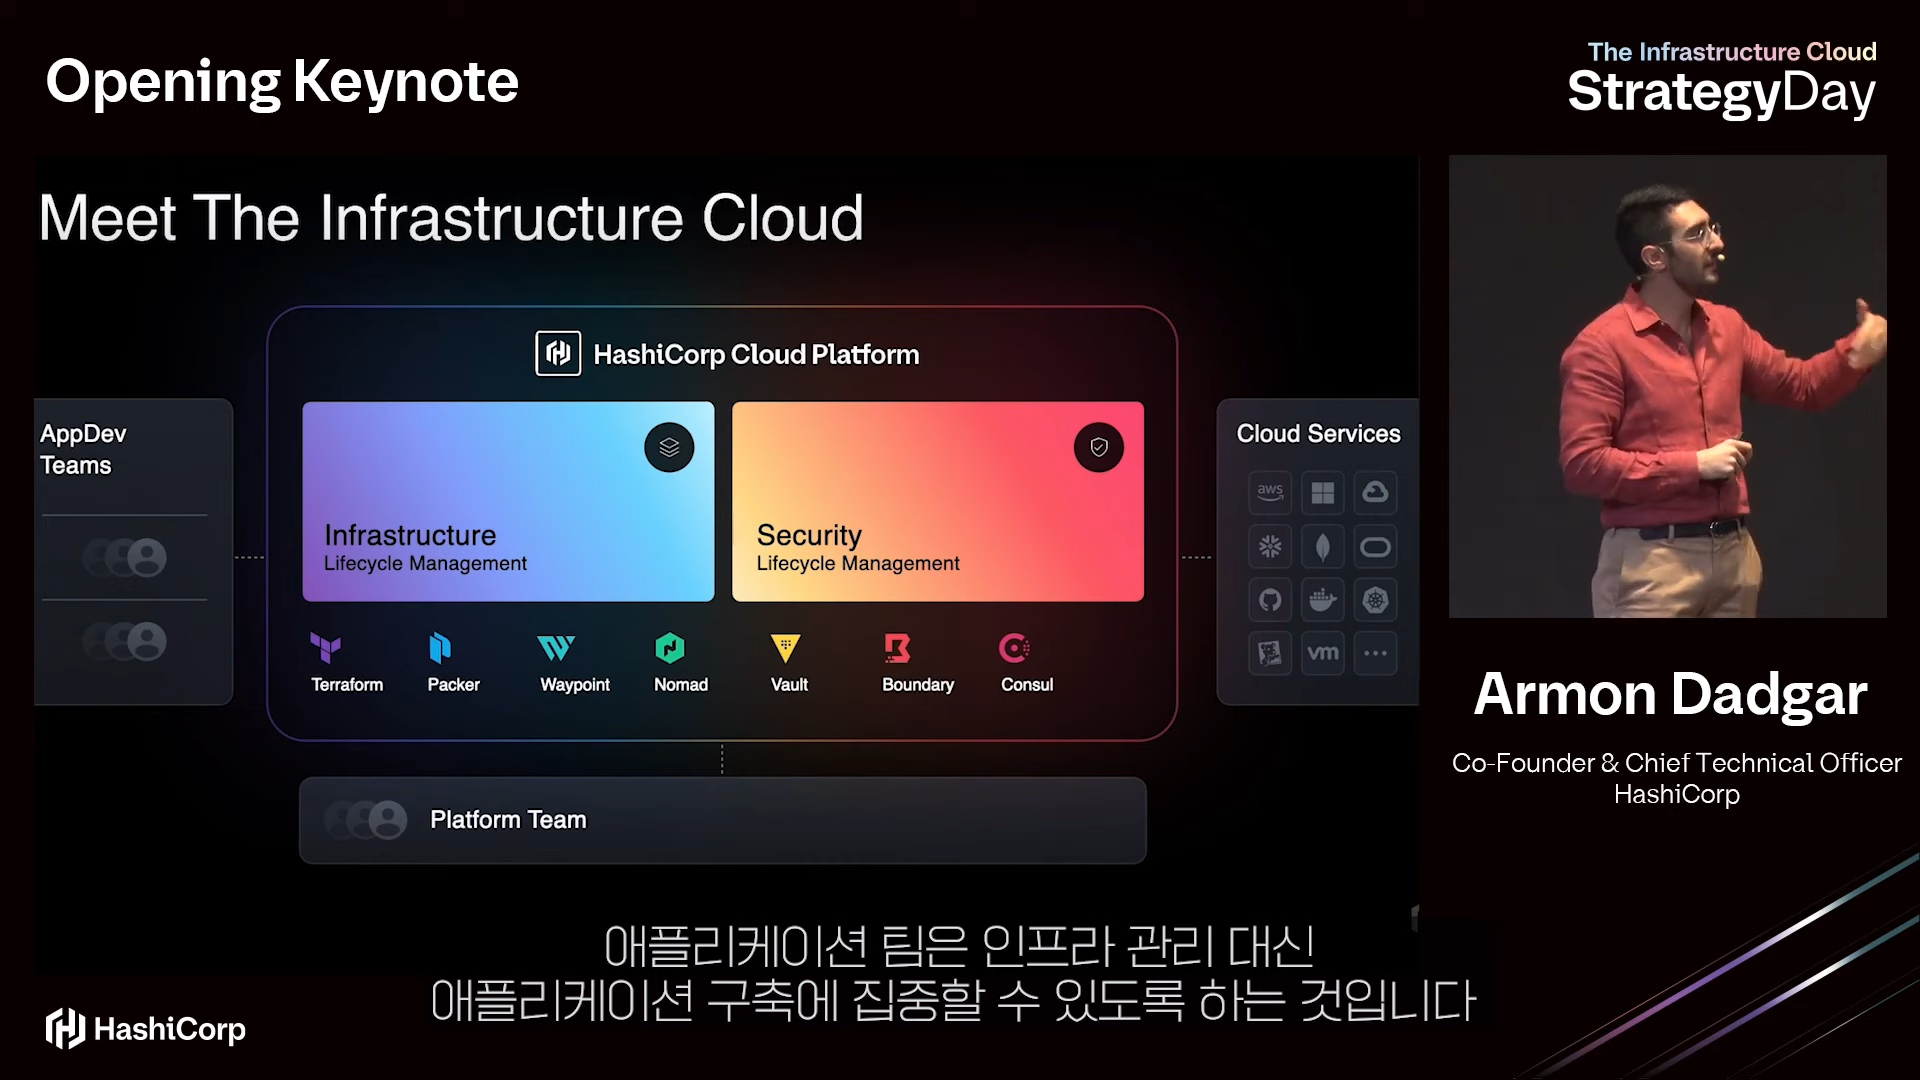 Opening Keynote
The Infrastructure Cloud
StrategyDay
Meet The Infrastructure Cloud
HashiCorp Cloud Platform
AppDev
Teams
Infrastructure
Lifecycle Management
Security
Lifecycle Management
Cloud Services
aws
vm
Terraform
Packer
Waypoint
Nomad
Vault
Boundary
Consul
Platform Team
Armon Dadgar
Co-Founder & Chief Technical Officer
HashiCorp
애플리케이션 팀은 인프라 관리 대신
애플리케이션 구축에 집중할 수 있도록 하는 것입니다
HashiCorp